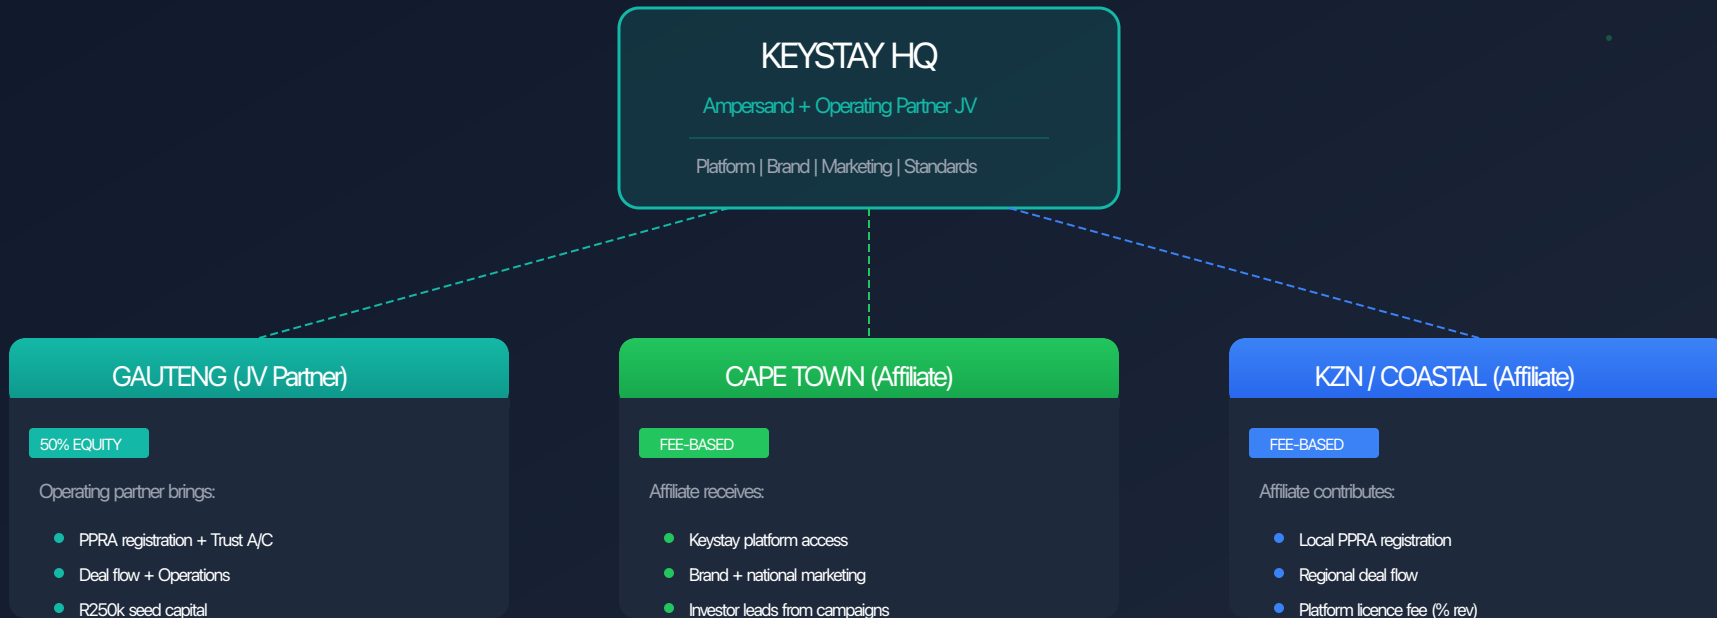 KEYSTAY HQ
Ampersand + Operating Partner JV
Platform | Brand | Marketing | Standards
GAUTENG (JV Partner)
50% EQUITY
Operating partner brings:
PPRA registration + Trust A/C
Deal flow + Operations
R250k seed capital
CAPE TOWN (Affiliate)
FEE-BASED
Affiliate receives:
Keystay platform access
Brand + national marketing
Investor leads from campaigns
KZN / COASTAL (Affiliate)
FEE-BASED
Affiliate contributes:
Local PPRA registration
Regional deal flow
Platform licence fee (% rev)